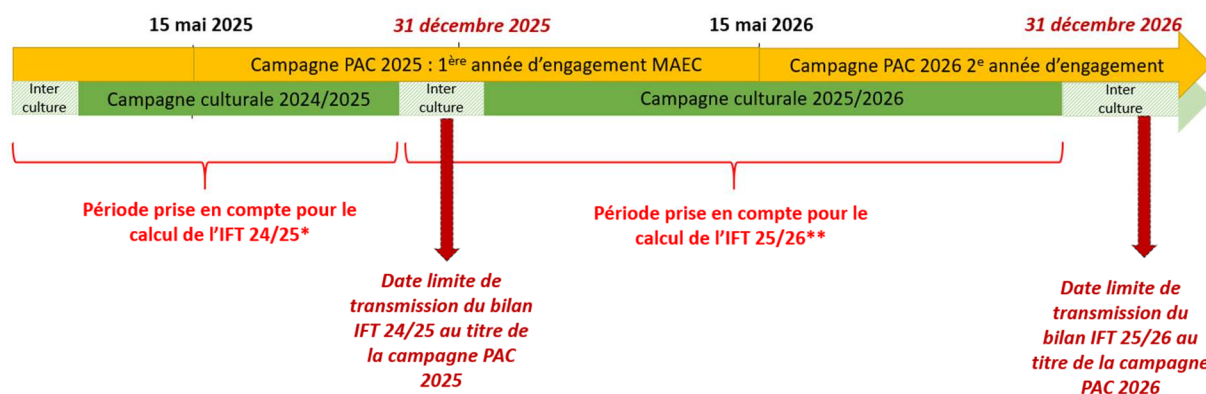 15 mai 2025
31 décembre 2025
15 mai 2026
31 décembre 2026
Campagne PAC 2025 : 1ère année d'engagement MAEC
Campagne PAC 2026 2e année d'engagement
Inter
culture
Campagne culturale 2024/2025
Inter
culture
Campagne culturale 2025/2026
Inter
culture
Période prise en compte pour le
calcul de l'IFT 24/25*
Période prise en compte pour le
calcul de l'IFT 25/26**
Date limite de
transmission du bilan
IFT 24/25 au titre de
la campagne PAC
2025
Date limite de
transmission du
bilan IFT 25/26 au
titre de la campagne
PAC 2026